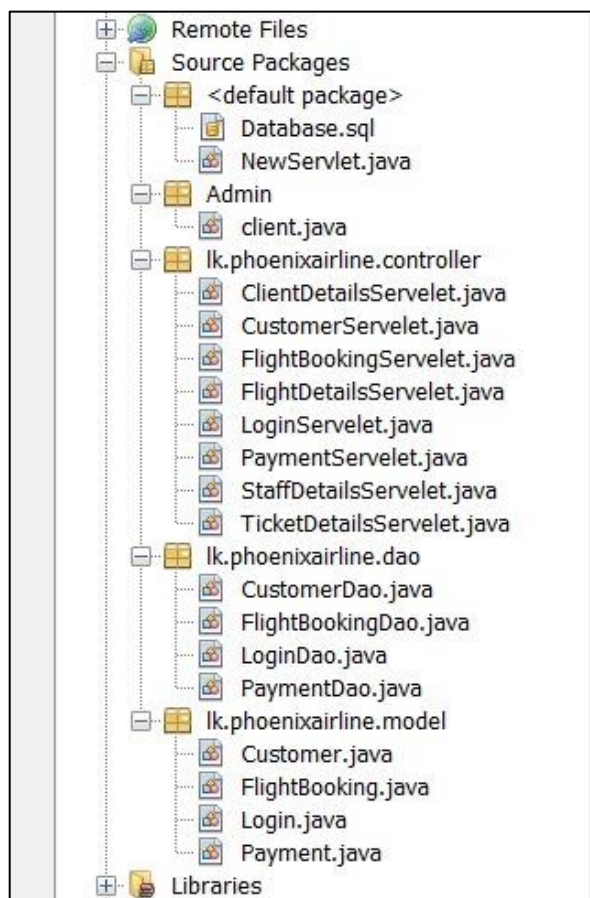 Remote Files
Source Packages
<default package>
Database.sql
NewServlet.java
Admin
client.java
lk.phoenixairline.controller
ClientDetailsServelet.java
CustomerServelet.java
FlightBookingServelet.java
FlightDetailsServelet.java
LoginServelet.java
PaymentServelet.java
StaffDetailsServelet.java
TicketDetailsServelet.java
lk.phoenixairline.dao
CustomerDao.java
FlightBookingDao.java
LoginDao.java
PaymentDao.java
lk.phoenixairline.model
Customer.java
FlightBooking.java
Login.java
Payment.java
Libraries